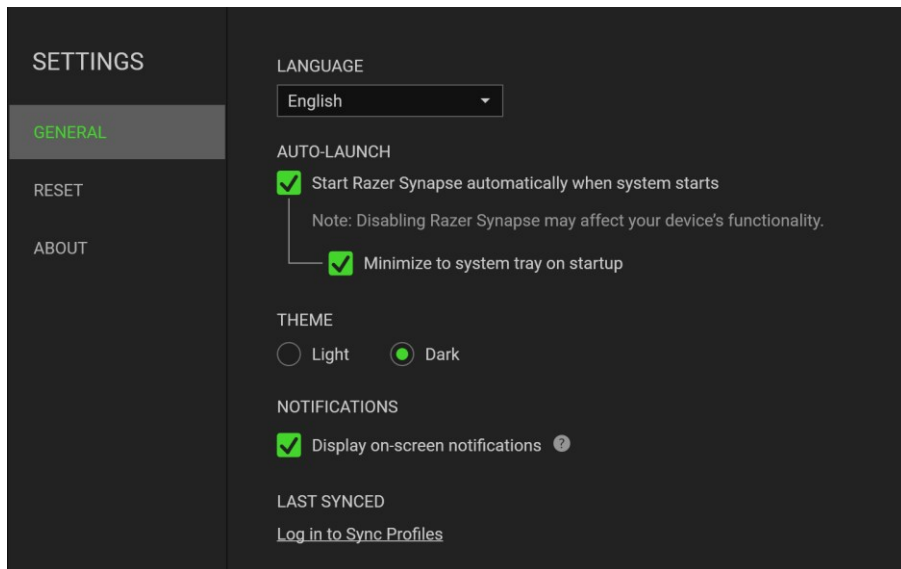 SETTINGS
GENERAL
RESET
ABOUT
LANGUAGE
English
AUTO-LAUNCH
Start Razer Synapse automatically when system starts
Note: Disabling Razer Synapse may affect your device’s functionality.
Minimize to system tray on startup
THEME
Light Dark
NOTIFICATIONS
Display on-screen notifications ?
LAST SYNCED
Log in to Sync Profiles